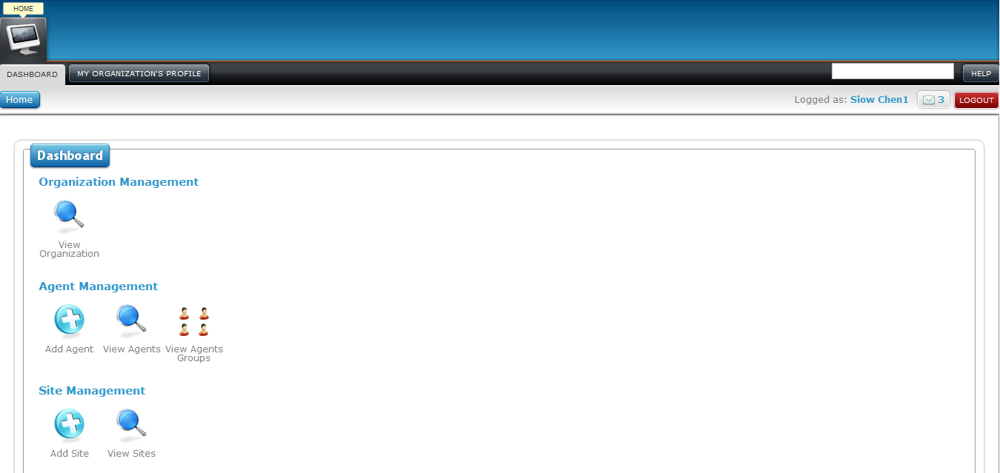 HOME
DASHBOARD
MY ORGANIZATION'S PROFILE
HELP
Home
Logged as: Siow Chen1
3
LOGOUT
Dashboard
Organization Management
View
Organization
Agent Management
Add Agent
View Agents
View Agents
Groups
Site Management
Add Site
View Sites